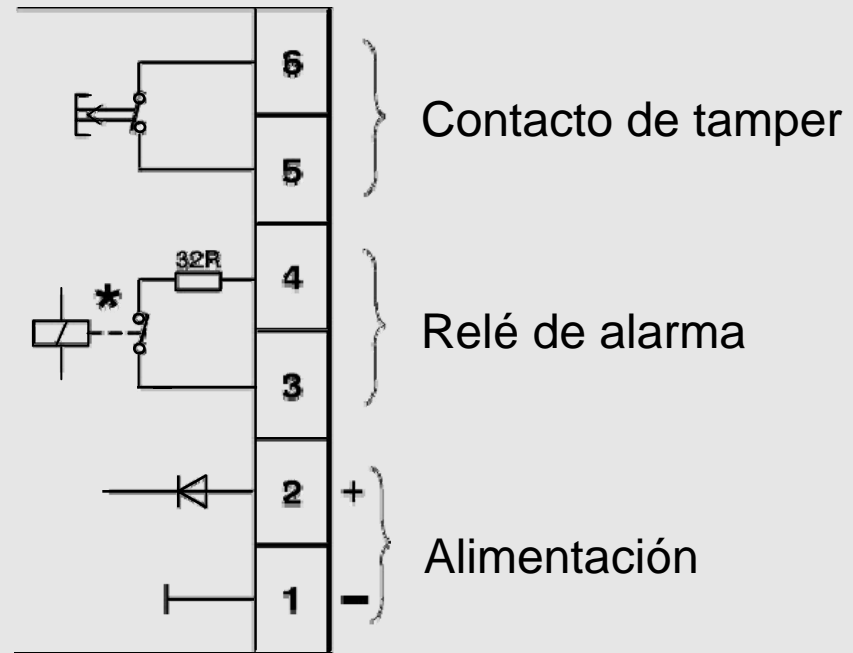 6
Contacto de tamper
5
32R
4
*
Relé de alarma
3
2 +
Alimentación
1 -